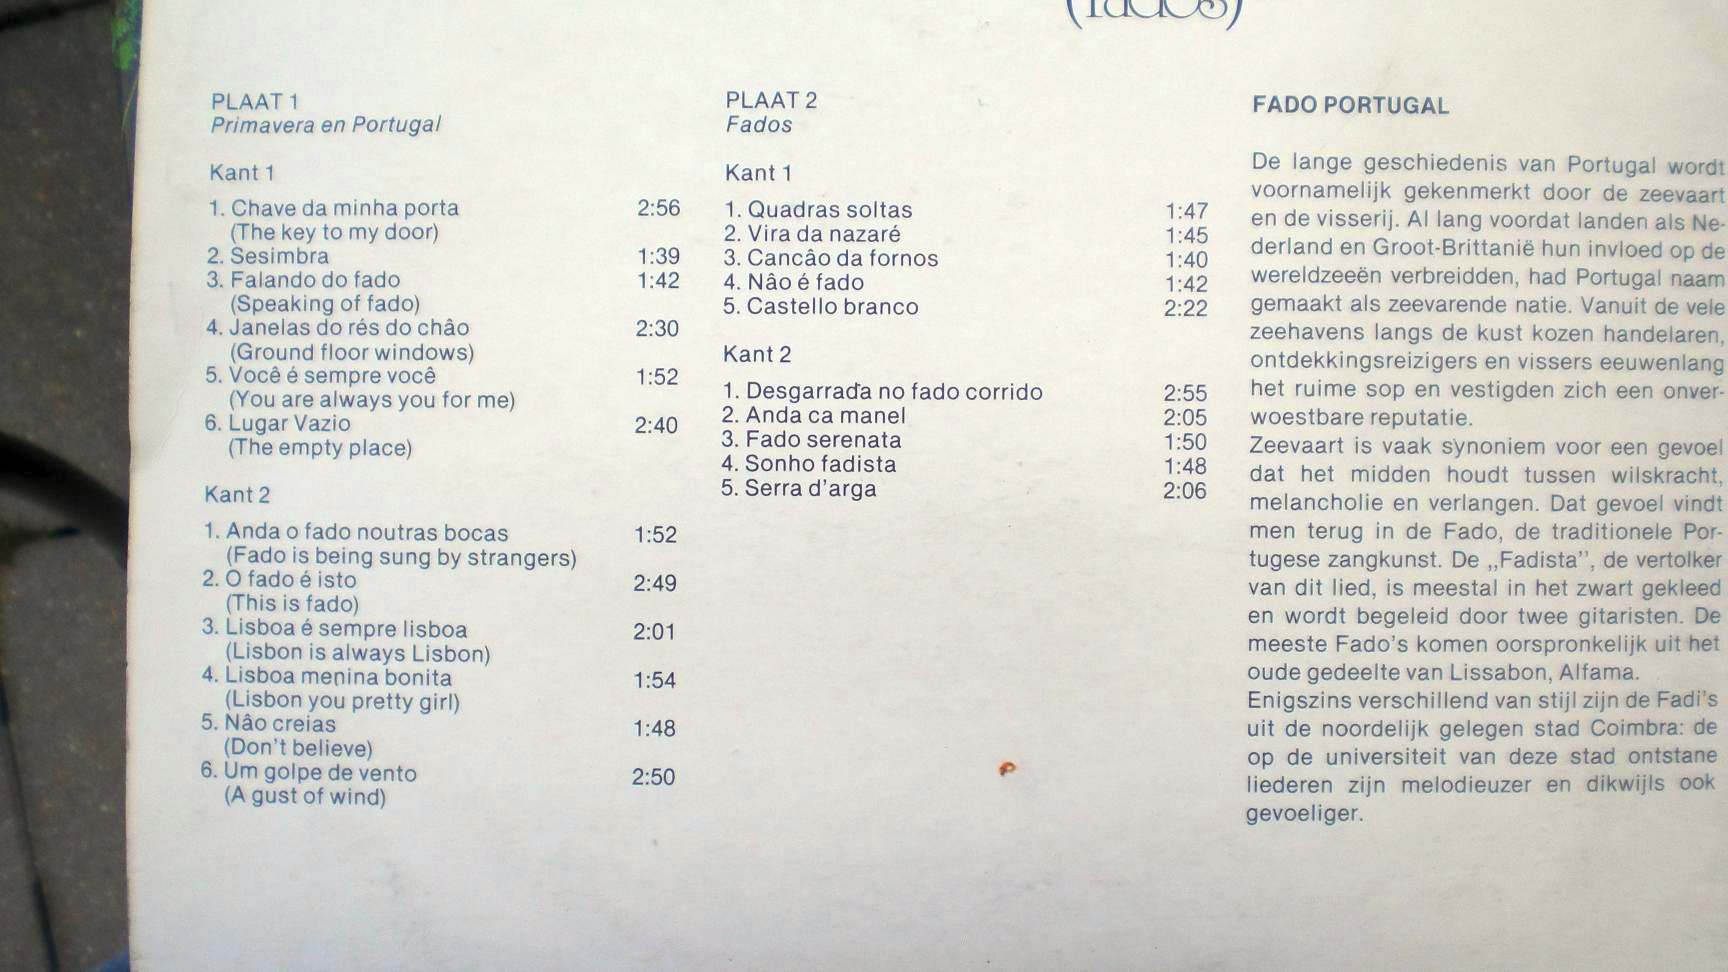 (fados)
PLAAT 1
Primavera en Portugal
Kant 1
1. Chave da minha porta 2:56
(The key to my door)
2. Sesimbra 1:39
3. Falando do fado 1:42
(Speaking of fado)
4. Janelas do rés do châo 2:30
(Ground floor windows)
5. Você é sempre você 1:52
(You are always you for me)
6. Lugar Vazio 2:40
(The empty place)
Kant 2
1. Anda o fado noutras bocas 1:52
(Fado is being sung by strangers)
2. O fado é isto 2:49
(This is fado)
3. Lisboa é sempre lisboa 2:01
(Lisbon is always Lisbon)
4. Lisboa menina bonita 1:54
(Lisbon you pretty girl)
5. Nâo creias 1:48
(Don't believe)
6. Um golpe de vento 2:50
(A gust of wind)
PLAAT 2
Fados
Kant 1
1. Quadras soltas 1:47
2. Vira da nazaré 1:45
3. Cancâo da fornos 1:40
4. Nâo é fado 1:42
5. Castello branco 2:22
Kant 2
1. Desgarrada no fado corrido 2:55
2. Anda ca manel 2:05
3. Fado serenata 1:50
4. Sonho fadista 1:48
5. Serra d'arga 2:06
FADO PORTUGAL
De lange geschiedenis van Portugal wordt
voornamelijk gekenmerkt door de zeevaart
en de visserij. Al lang voordat landen als Ne-
derland en Groot-Brittanië hun invloed op de
wereldzeeën verbreidden, had Portugal naam
gemaakt als zeevarende natie. Vanuit de vele
zeehavens langs de kust kozen handelaren,
ontdekkingsreizigers en vissers eeuwenlang
het ruime sop en vestigden zich een onver-
woestbare reputatie.
Zeevaart is vaak synoniem voor een gevoel
dat het midden houdt tussen wilskracht,
melancholie en verlangen. Dat gevoel vindt
men terug in de Fado, de traditionele Por-
tugese zangkunst. De „Fadista”, de vertolker
van dit lied, is meestal in het zwart gekleed
en wordt begeleid door twee gitaristen. De
meeste Fado's komen oorspronkelijk uit het
oude gedeelte van Lissabon, Alfama.
Enigszins verschillend van stijl zijn de Fadi's
uit de noordelijk gelegen stad Coimbra: de
op de universiteit van deze stad ontstane
liederen zijn melodieuzer en dikwijls ook
gevoeliger.